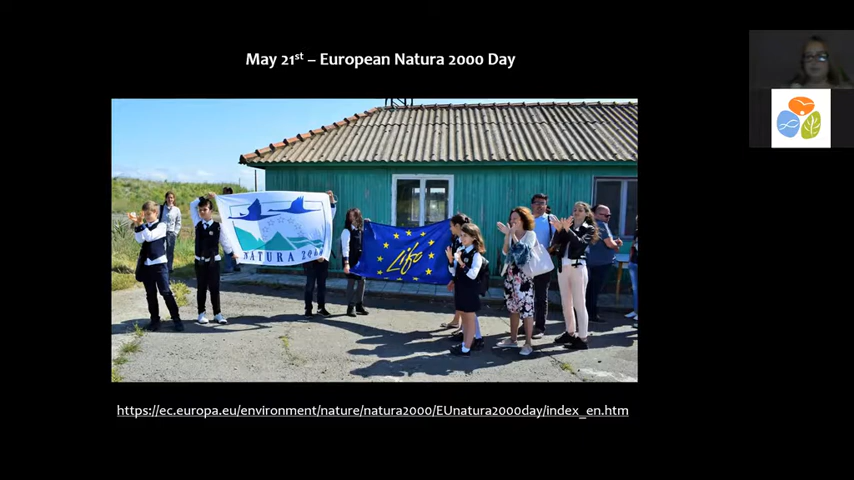 May 21st – European Natura 2000 Day
NATURA 2000
Life
https://ec.europa.eu/environment/nature/natura2000/EUnatura2000day/index_en.htm